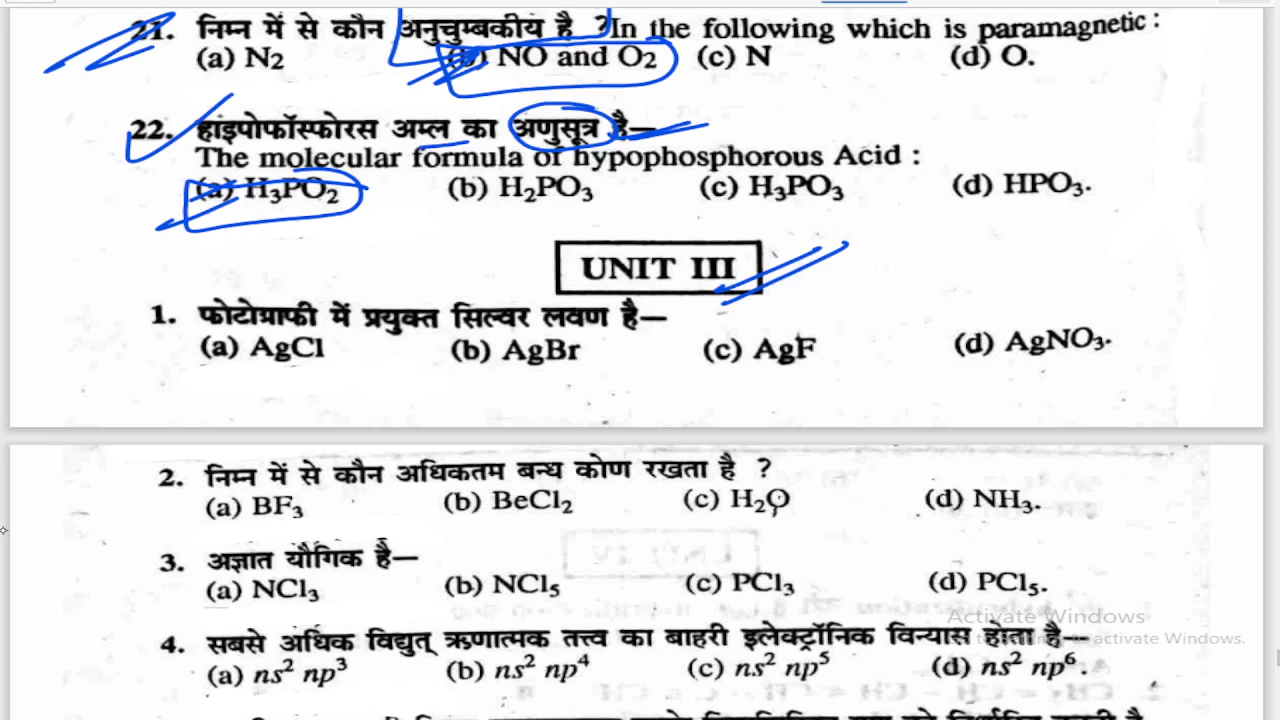 21. निम्न में से कौन अनुचुम्बकीय है ? In the following which is paramagnetic :
(a) N2 (b) NO and O2 (c) N (d) O.
22. हाइपोफॉस्फोरस अम्ल का अणुसूत्र है—
The molecular formula of hypophosphorous Acid :
(a) H3PO2 (b) H2PO3 (c) H3PO3 (d) HPO3.
UNIT III
1. फोटोग्राफी में प्रयुक्त सिल्वर लवण है—
(a) AgCl (b) AgBr (c) AgF (d) AgNO3.
2. निम्न में से कौन अधिकतम बन्ध कोण रखता है ?
(a) BF3 (b) BeCl2 (c) H2O (d) NH3.
3. अज्ञात यौगिक है—
(a) NCl3 (b) NCl5 (c) PCl3 (d) PCl5.
Activate Windows
4. सबसे अधिक विद्युत् ऋणात्मक तत्त्व का बाहरी इलेक्ट्रॉनिक विन्यास होता है—
activate Windows.
(a) ns2 np3 (b) ns2 np4 (c) ns2 np5 (d) ns2 np6.